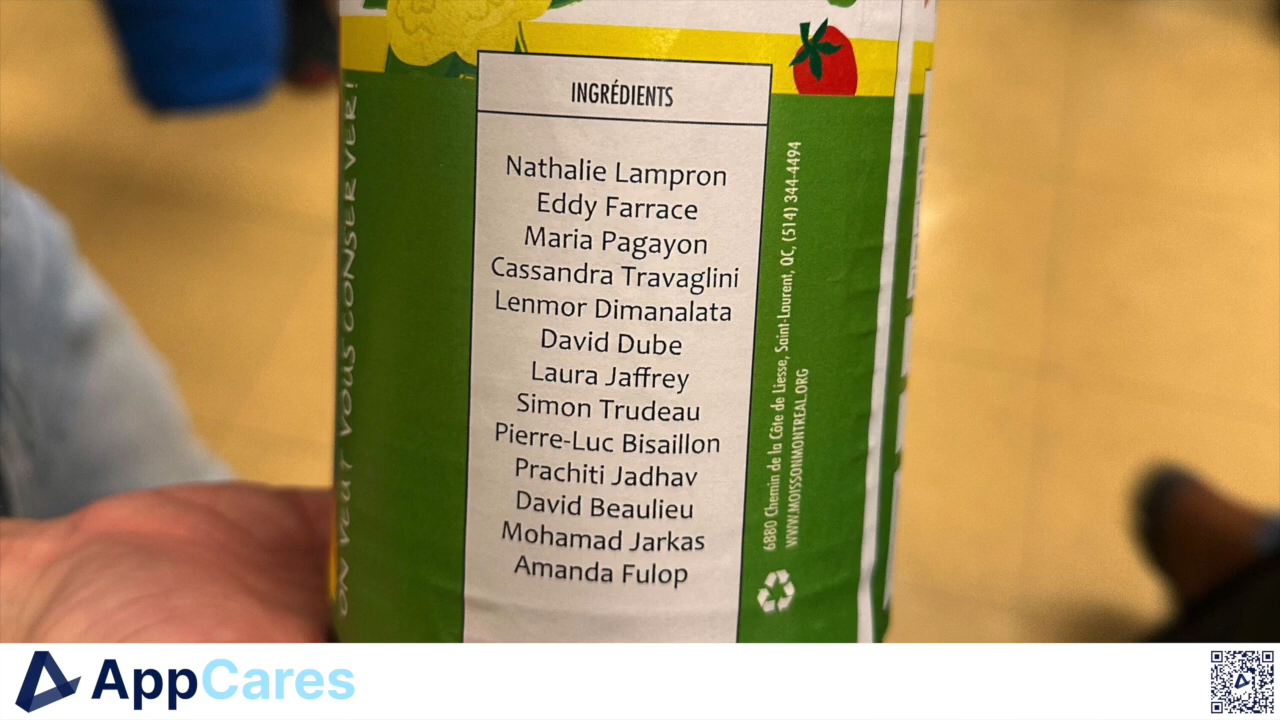 INGRÉDIENTS
Nathalie Lampron
Eddy Farrace
Maria Pagayon
Cassandra Travaglini
Lenmor Dimanalata
David Dube
Laura Jaffrey
Simon Trudeau
Pierre-Luc Bisaillon
Prachiti Jadhav
David Beaulieu
Mohamad Jarkas
Amanda Fulop
ON VEUT VOUS CONSERVER!
6880 Chemin de la Côte de Liesse, Saint-Laurent, QC, (514) 344-4494
WWW.MOISSONMONTREAL.ORG
AppCares